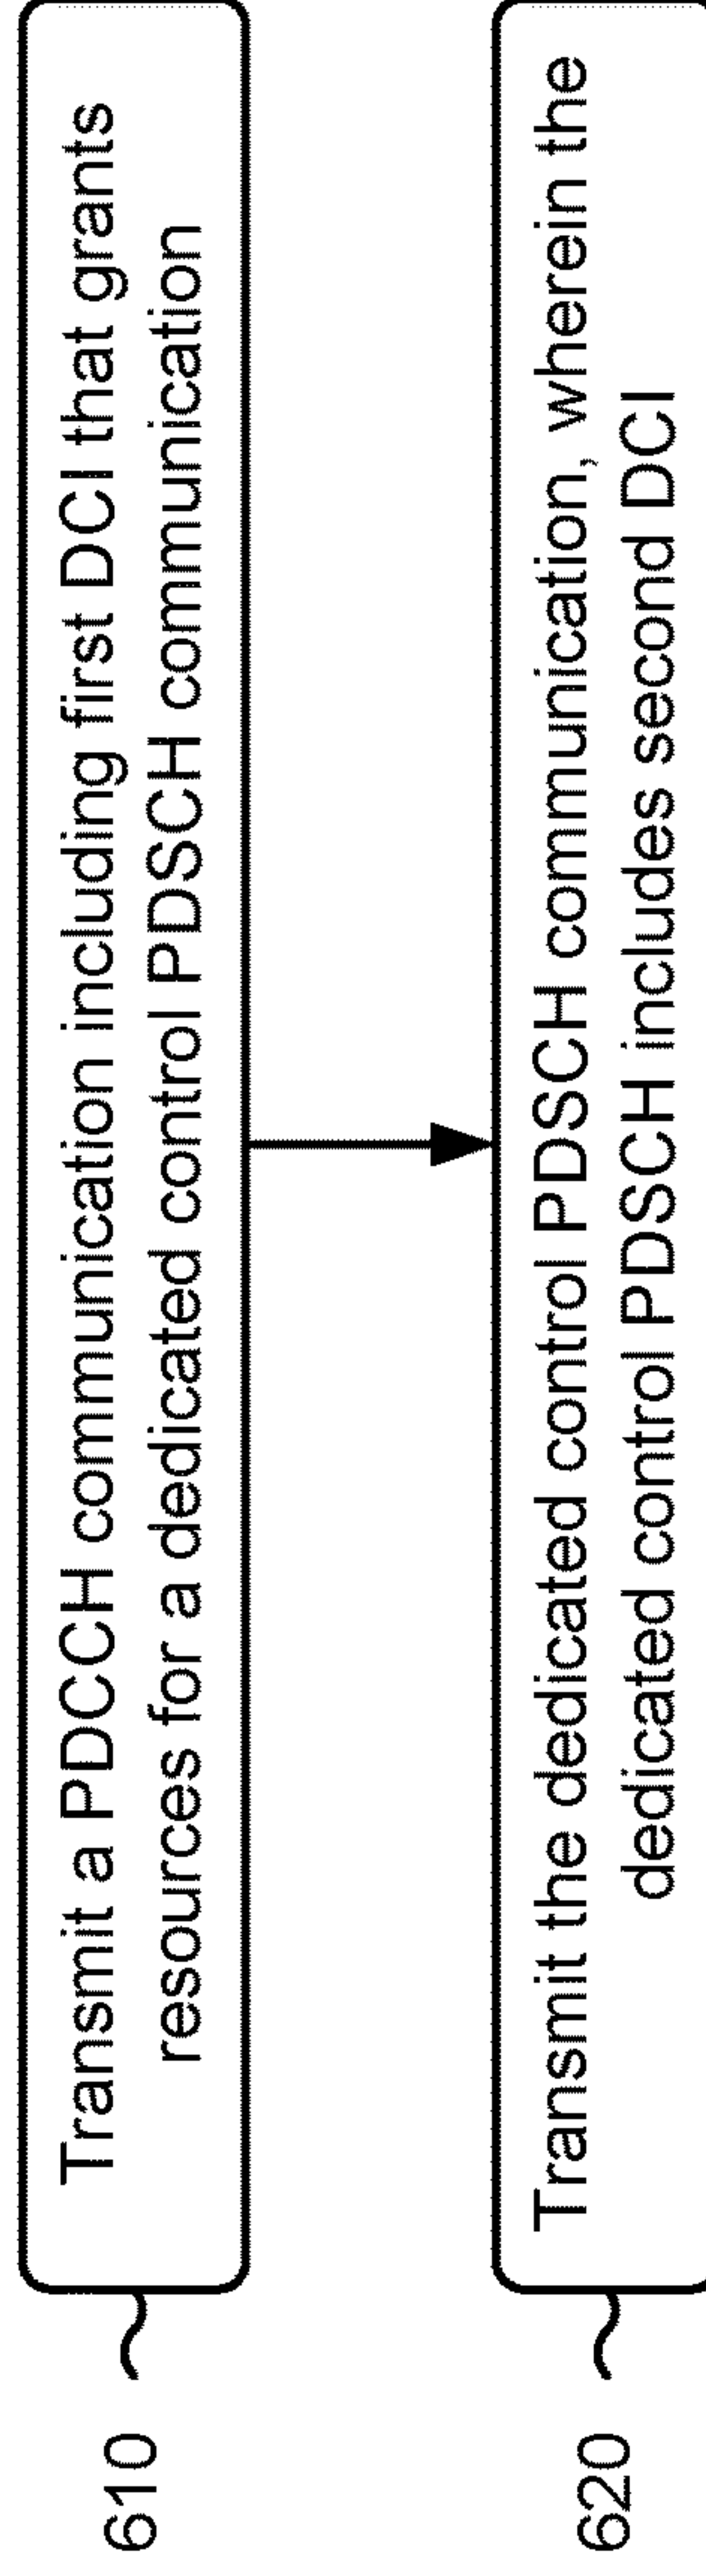 610
Transmit a PDCCH communication including first DCI that grants
resources for a dedicated control PDSCH communication
620
Transmit the dedicated control PDSCH communication, wherein the
dedicated control PDSCH includes second DCI